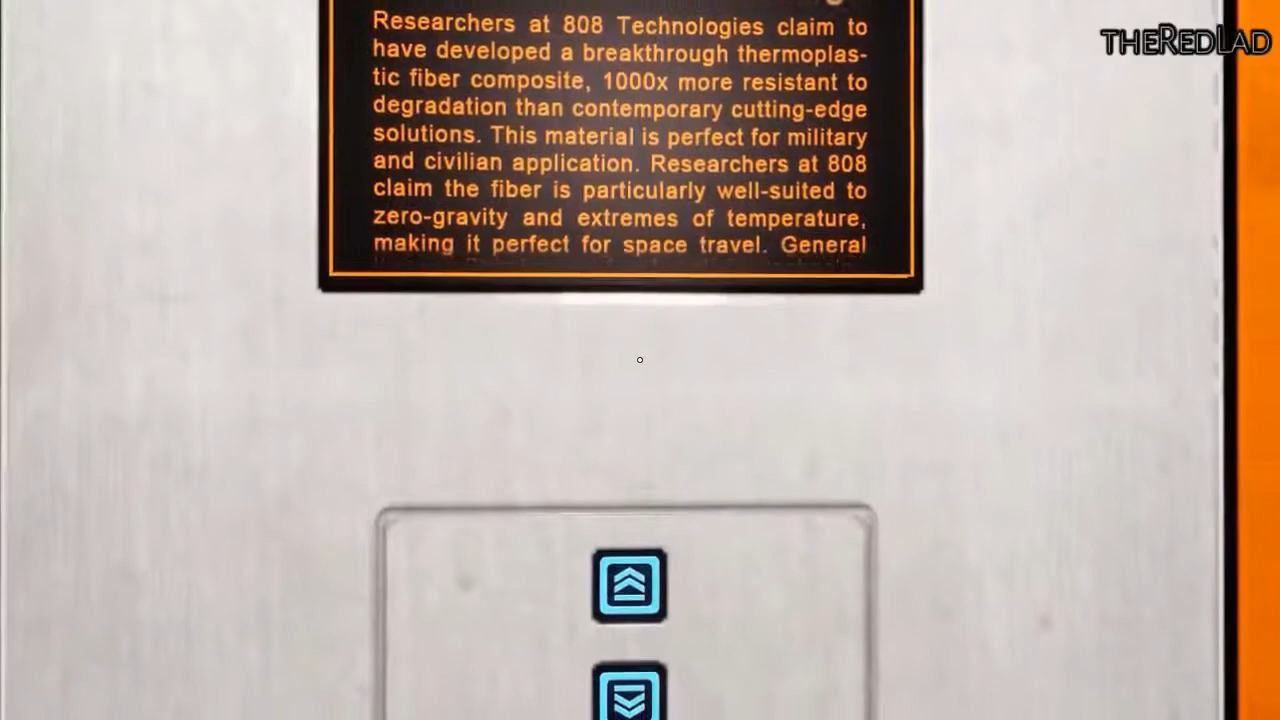 THEREDLAD
Researchers at 808 Technologies claim to
have developed a breakthrough thermoplas-
tic fiber composite, 1000x more resistant to
degradation than contemporary cutting-edge
solutions. This material is perfect for military
and civilian application. Researchers at 808
claim the fiber is particularly well-suited to
zero-gravity and extremes of temperature,
making it perfect for space travel. General